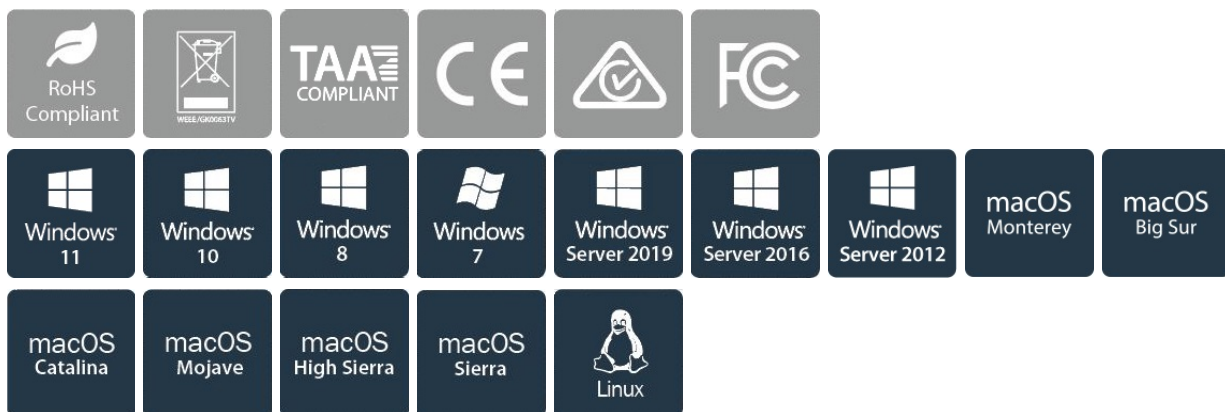 RoHS
Compliant
WEEE/GK0063TV
TAA
COMPLIANT
CE
FC
Windows
11
Windows
10
Windows
8
Windows
7
Windows
Server 2019
Windows
Server 2016
Windows
Server 2012
macOS
Monterey
macOS
Big Sur
macOS
Catalina
macOS
Mojave
macOS
High Sierra
macOS
Sierra
Linux